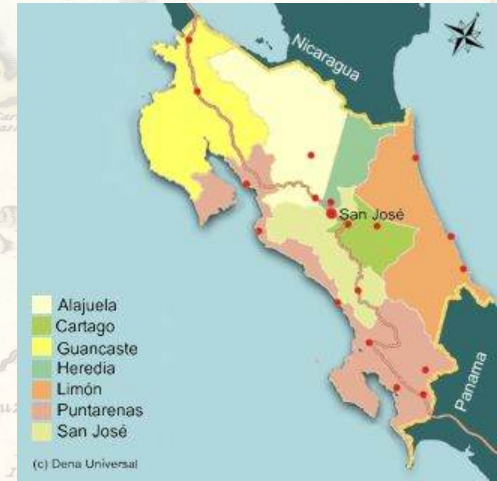 Nicaragua
San José
Panama
Alajuela
Cartago
Guancaste
Heredia
Limón
Puntarenas
San José
(c) Dena Universal